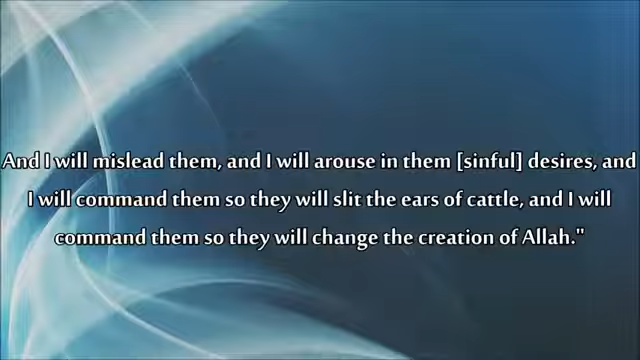 And I will mislead them, and I will arouse in them [sinful] desires, and
I will command them so they will slit the ears of cattle, and I will
command them so they will change the creation of Allah."